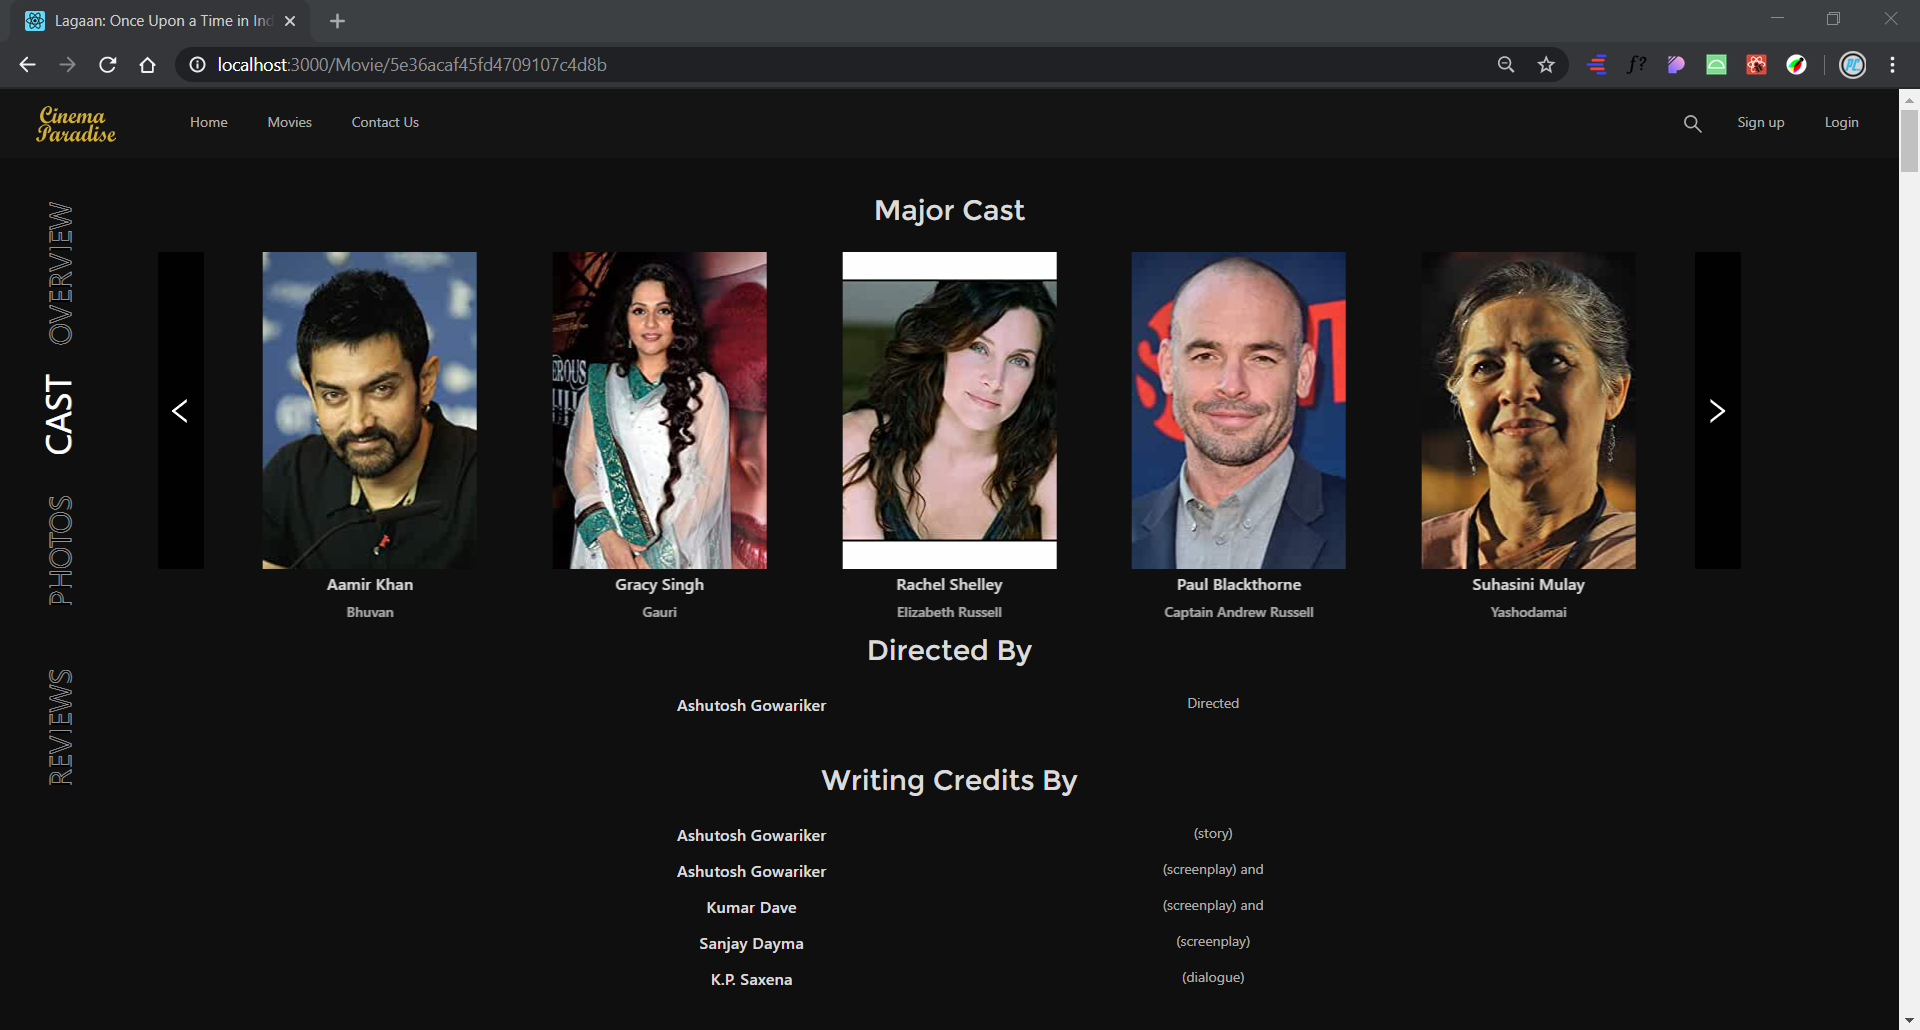 Lagaan: Once Upon a Time in Ind
localhost:3000/Movie/5e36acaf45fd4709107c4d8b
f?
Cinema
Paradise
Home Movies Contact Us Sign up Login
OVERVIEW
CAST
PHOTOS
REVIEWS
Major Cast
Aamir Khan Gracy Singh Rachel Shelley Paul Blackthorne Suhasini Mulay
Bhuvan Gauri Elizabeth Russell Captain Andrew Russell Yashodamai
Directed By
Ashutosh Gowariker Directed
Writing Credits By
Ashutosh Gowariker (story)
Ashutosh Gowariker (screenplay) and
Kumar Dave (screenplay) and
Sanjay Dayma (screenplay)
K.P. Saxena (dialogue)